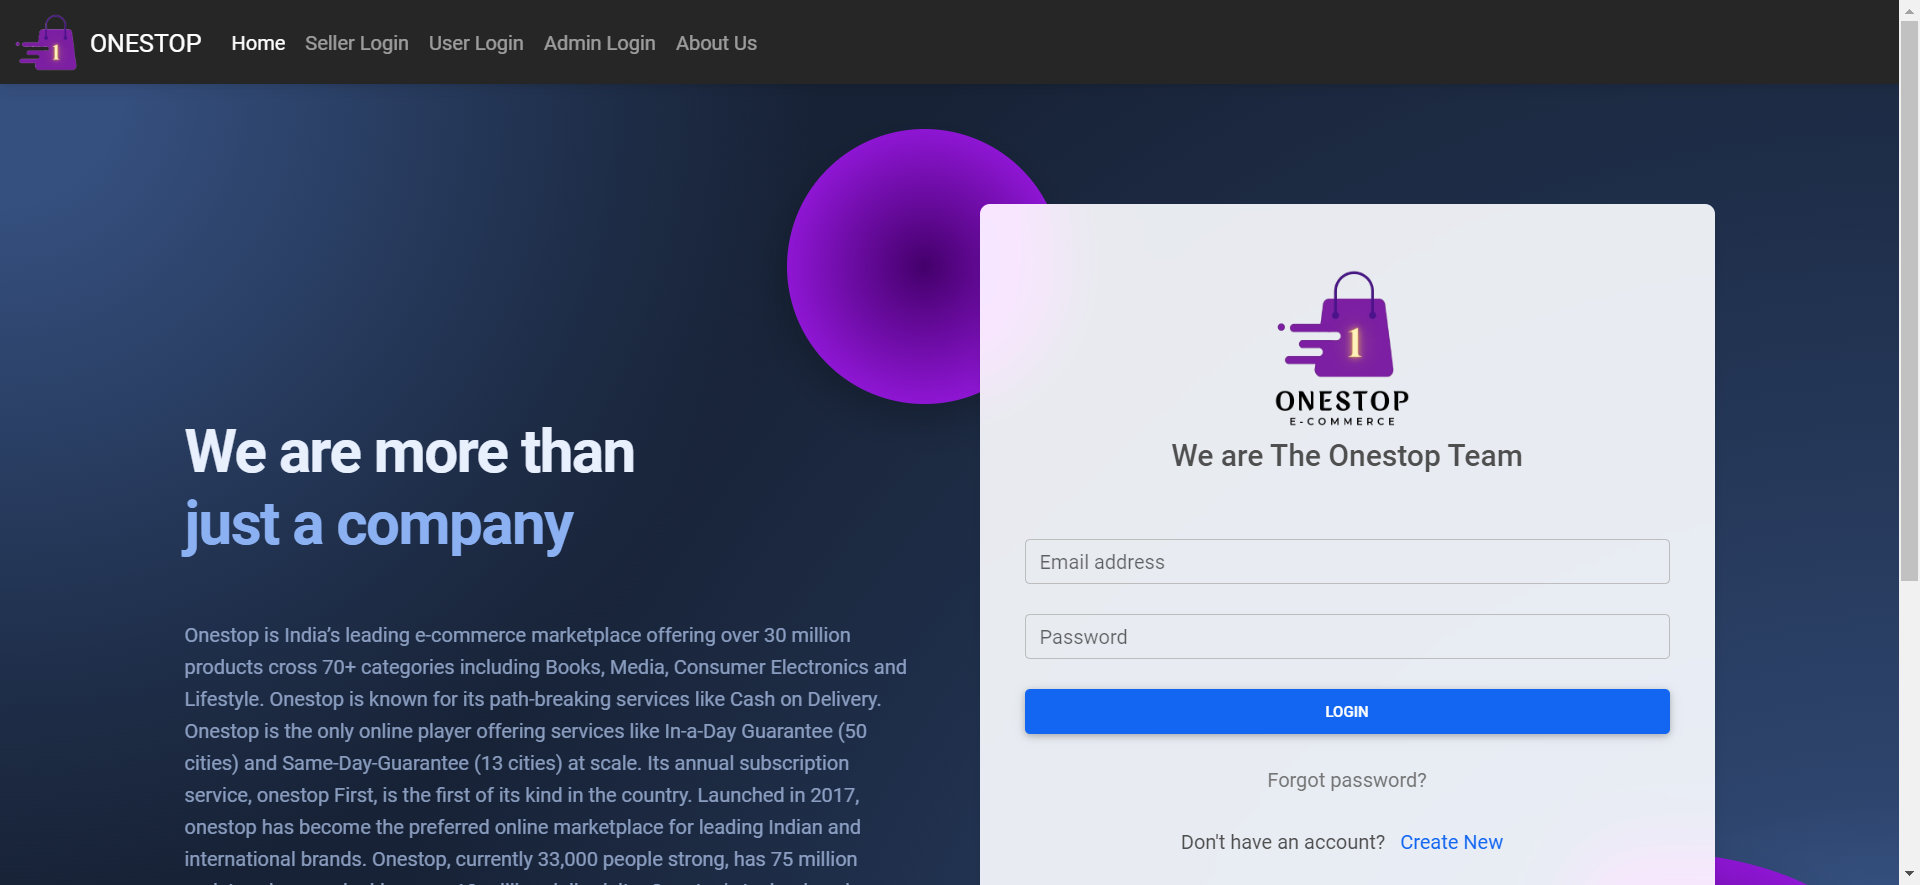 1
ONESTOP
Home
Seller Login
User Login
Admin Login
About Us
We are more than
just a company
Onestop is India’s leading e-commerce marketplace offering over 30 million
products cross 70+ categories including Books, Media, Consumer Electronics and
Lifestyle. Onestop is known for its path-breaking services like Cash on Delivery.
Onestop is the only online player offering services like In-a-Day Guarantee (50
cities) and Same-Day-Guarantee (13 cities) at scale. Its annual subscription
service, onestop First, is the first of its kind in the country. Launched in 2017,
onestop has become the preferred online marketplace for leading Indian and
international brands. Onestop, currently 33,000 people strong, has 75 million
1
ONESTOP
E-COMMERCE
We are The Onestop Team
Email address
Password
LOGIN
Forgot password?
Don't have an account? Create New